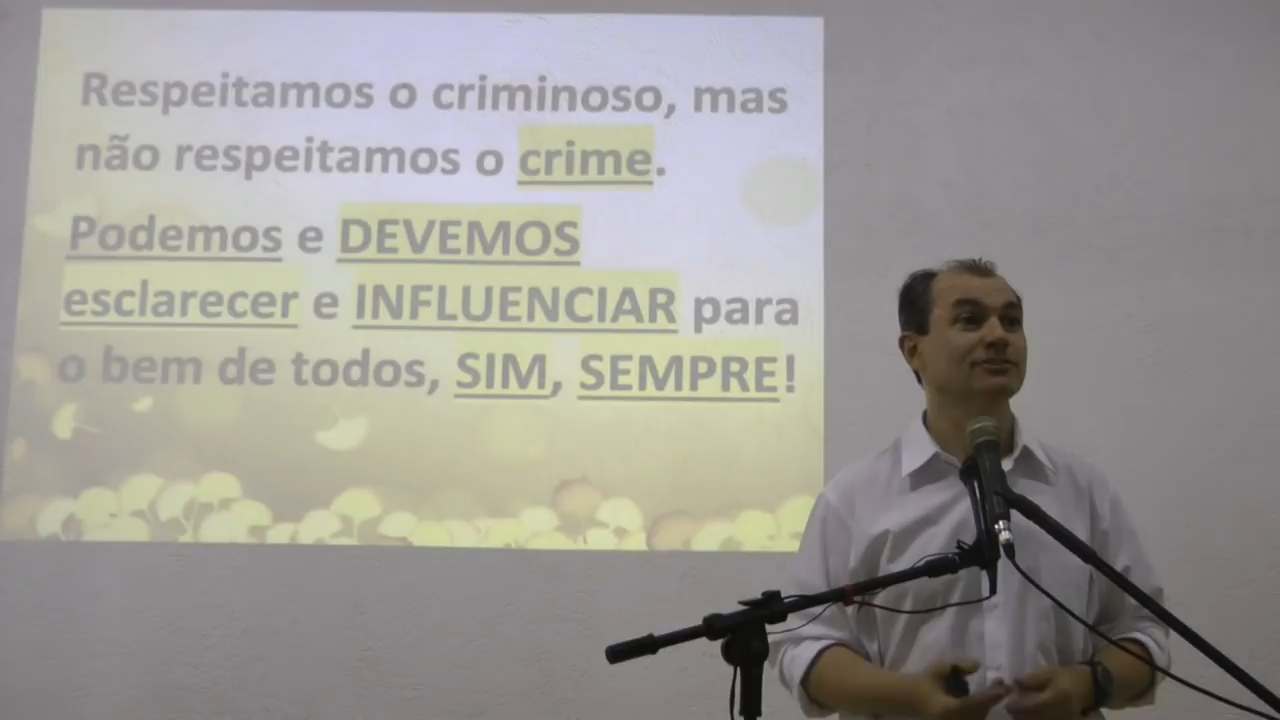 Respeitamos o criminoso, mas
não respeitamos o crime.
Podemos e DEVEMOS
esclarecer e INFLUENCIAR para
o bem de todos, SIM, SEMPRE!